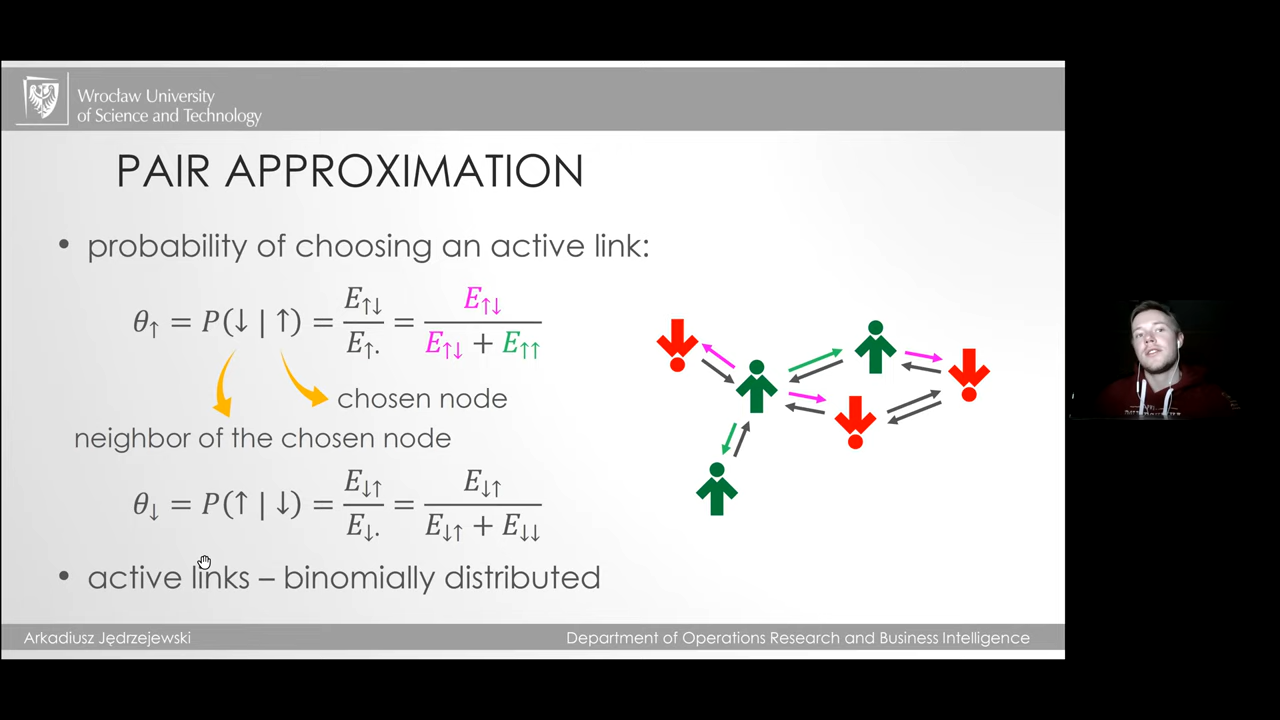 Wrocław University
of Science and Technology
PAIR APPROXIMATION
• probability of choosing an active link:
θ↑ = P(↓ | ↑) = E↑↓ / E↑. = E↑↓ / (E↑↓ + E↑↑)
chosen node
neighbor of the chosen node
θ↓ = P(↑ | ↓) = E↓↑ / E↓. = E↓↑ / (E↓↑ + E↓↓)
• active links – binomially distributed
Arkadiusz Jędrzejewski
Department of Operations Research and Business Intelligence